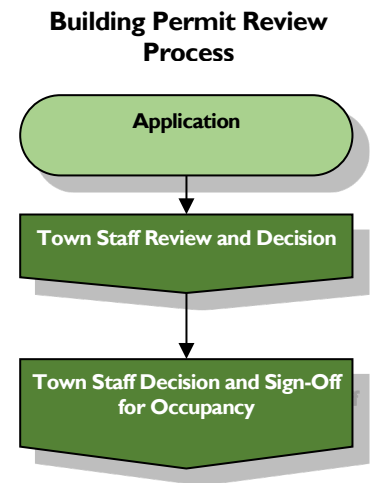 Building Permit Review
Process
Application
Town Staff Review and Decision
Town Staff Decision and Sign-Off
for Occupancy